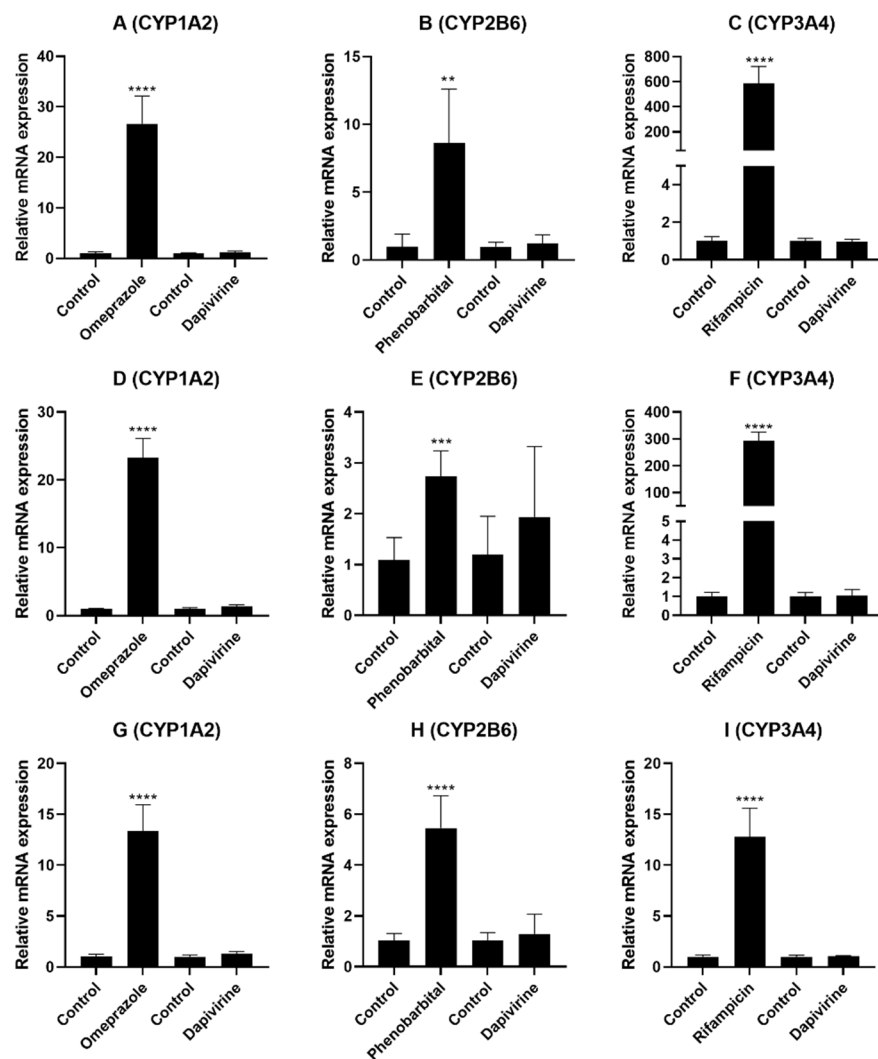 A (CYP1A2)
Relative mRNA expression
40
30
20
10
0
****
Control
Omeprazole
Control
Dapivirine
B (CYP2B6)
Relative mRNA expression
15
10
5
0
**
Control
Phenobarbital
Control
Dapivirine
C (CYP3A4)
Relative mRNA expression
800
600
400
200
4
2
0
****
Control
Rifampicin
Control
Dapivirine
D (CYP1A2)
Relative mRNA expression
30
20
10
0
****
Control
Omeprazole
Control
Dapivirine
E (CYP2B6)
Relative mRNA expression
4
3
2
1
0
***
Control
Phenobarbital
Control
Dapivirine
F (CYP3A4)
Relative mRNA expression
400
300
200
100
5
4
3
2
1
0
****
Control
Rifampicin
Control
Dapivirine
G (CYP1A2)
Relative mRNA expression
20
15
10
5
0
****
Control
Omeprazole
Control
Dapivirine
H (CYP2B6)
Relative mRNA expression
8
6
4
2
0
****
Control
Phenobarbital
Control
Dapivirine
I (CYP3A4)
Relative mRNA expression
20
15
10
5
0
****
Control
Rifampicin
Control
Dapivirine